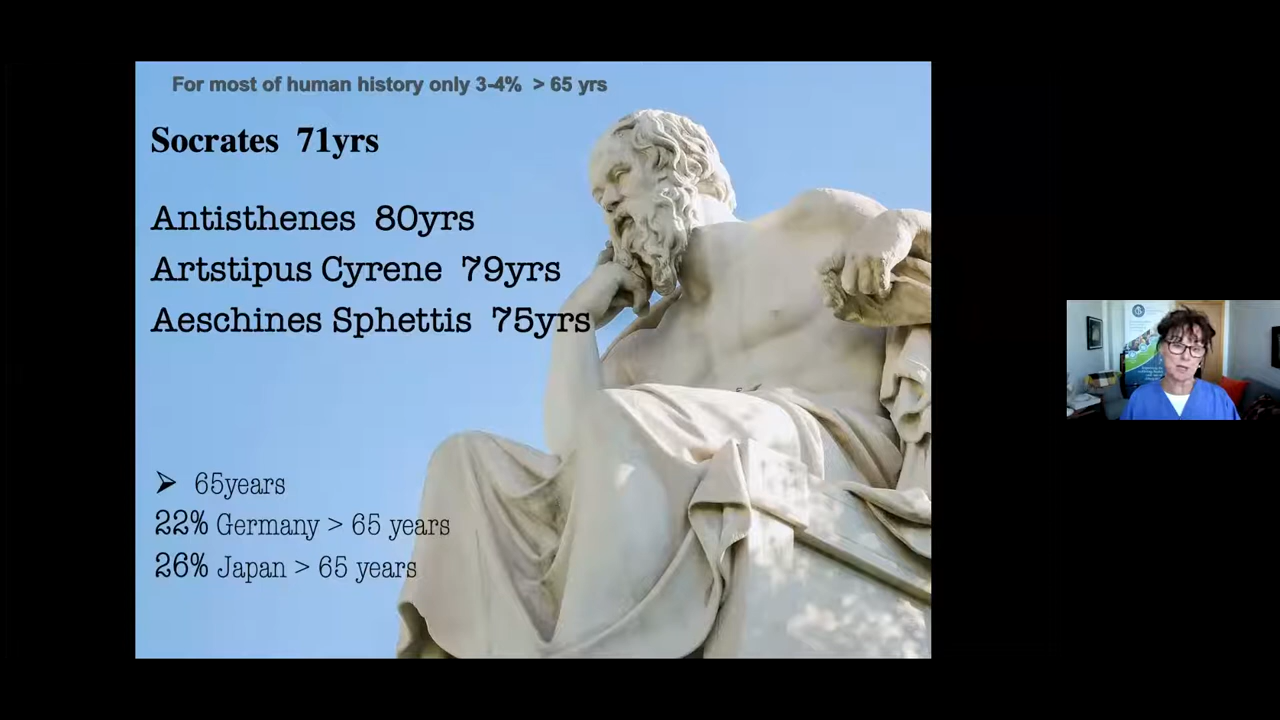 For most of human history only 3-4% > 65 yrs
Socrates 71yrs
Antisthenes 80yrs
Artstipus Cyrene 79yrs
Aeschines Sphettis 75yrs
➢ 65years
22% Germany > 65 years
26% Japan > 65 years